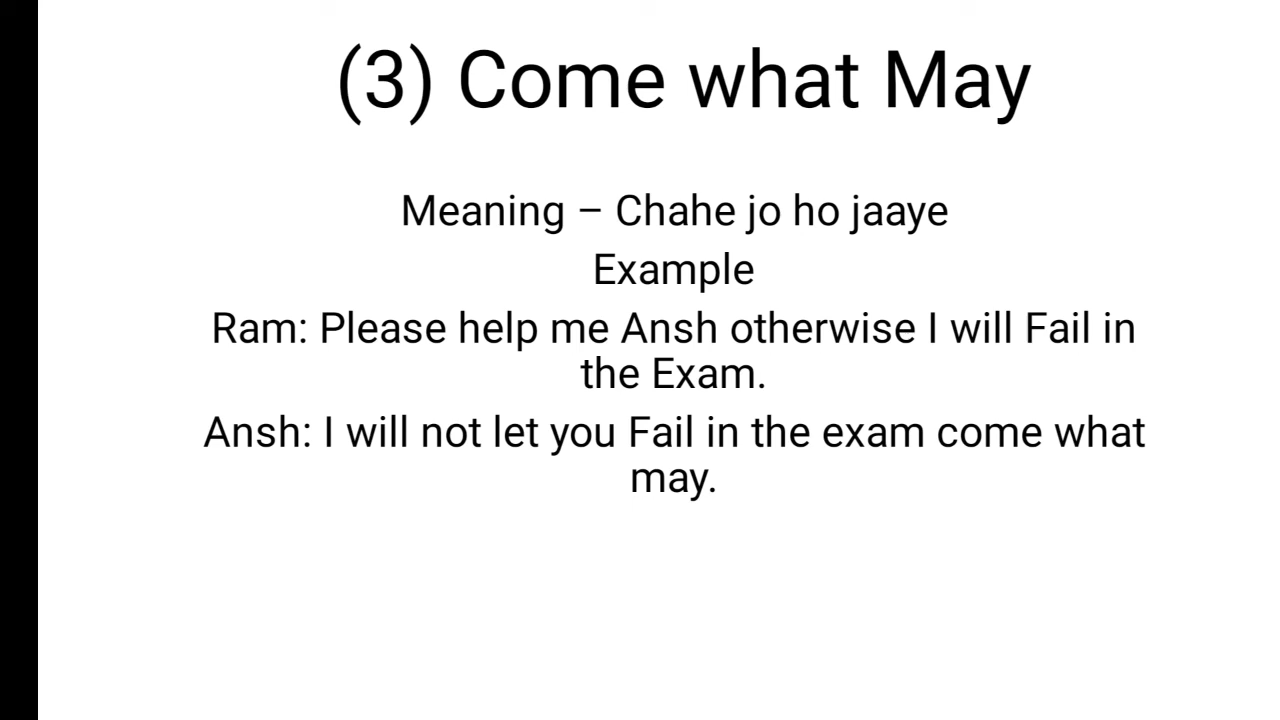 (3) Come what May
Meaning – Chahe jo ho jaaye
Example
Ram: Please help me Ansh otherwise I will Fail in
the Exam.
Ansh: I will not let you Fail in the exam come what
may.